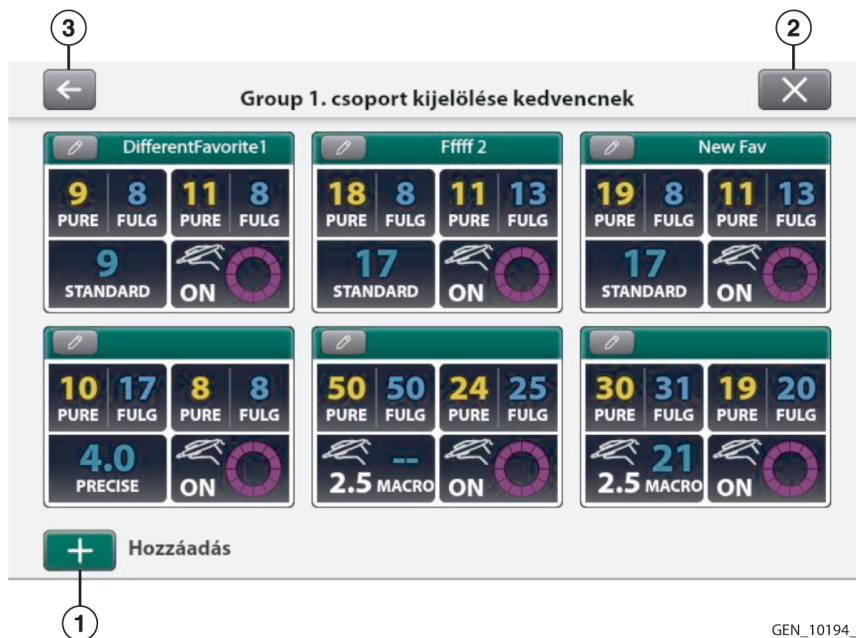 3 2
Group 1. csoport kijelölése kedvencnek
DifferentFavorite1 Fffff 2 New Fav
9 8 11 8 18 8 11 13 19 8 11 13
PURE FULG PURE FULG PURE FULG PURE FULG PURE FULG PURE FULG
9 17 17
STANDARD ON STANDARD ON STANDARD ON
10 17 8 8 50 50 24 25 30 31 19 20
PURE FULG PURE FULG PURE FULG PURE FULG PURE FULG PURE FULG
4.0 -- 21
PRECISE ON 2.5 MACRO ON 2.5 MACRO ON
+ Hozzáadás
1
GEN_10194_